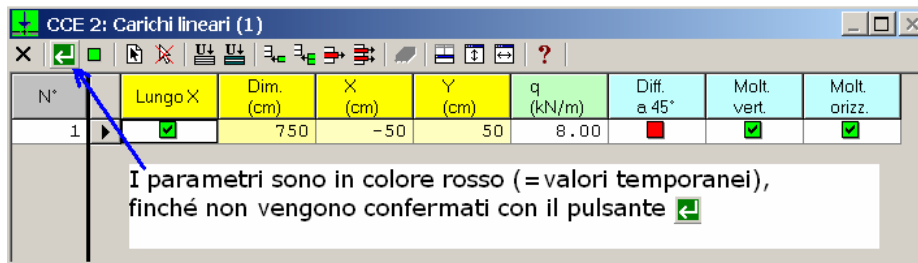 CCE 2: Carichi lineari (1)
N° Lungo X Dim. (cm) X (cm) Y (cm) q (kN/m) Diff. a 45° Molt. vert. Molt. orizz.
1 750 -50 50 8.00
I parametri sono in colore rosso (=valori temporanei),
finché non vengono confermati con il pulsante